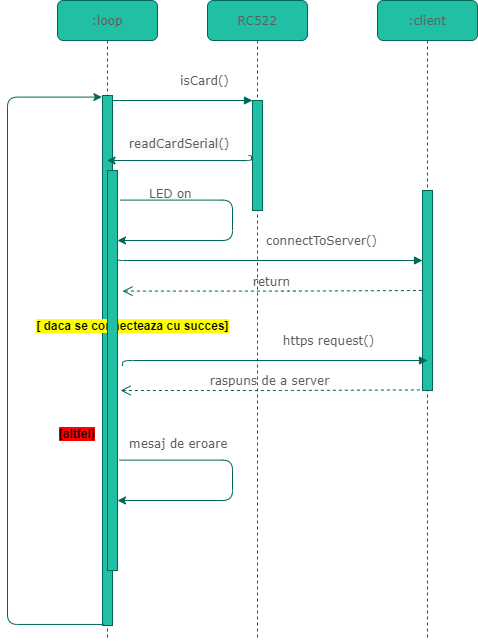 :loop
RC522
:client
isCard()
readCardSerial()
LED on
connectToServer()
return
[ daca se connecteaza cu succes]
https request()
raspuns de a server
[altfel]
mesaj de eroare